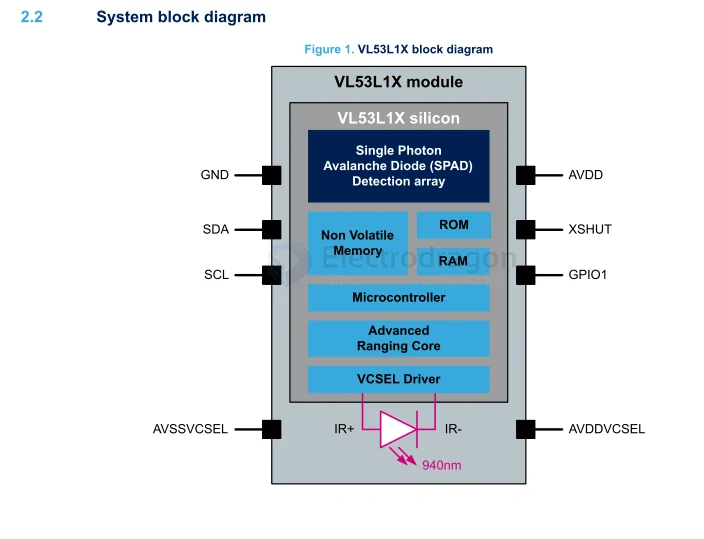 2.2 System block diagram
Figure 1. VL53L1X block diagram
VL53L1X module
VL53L1X silicon
Single Photon
Avalanche Diode (SPAD)
Detection array
GND
AVDD
SDA
XSHUT
SCL
GPIO1
Non Volatile
Memory
ROM
RAM
Electrodragon
Microcontroller
Advanced
Ranging Core
VCSEL Driver
AVSSVCSEL
IR+
IR-
AVDDVCSEL
940nm